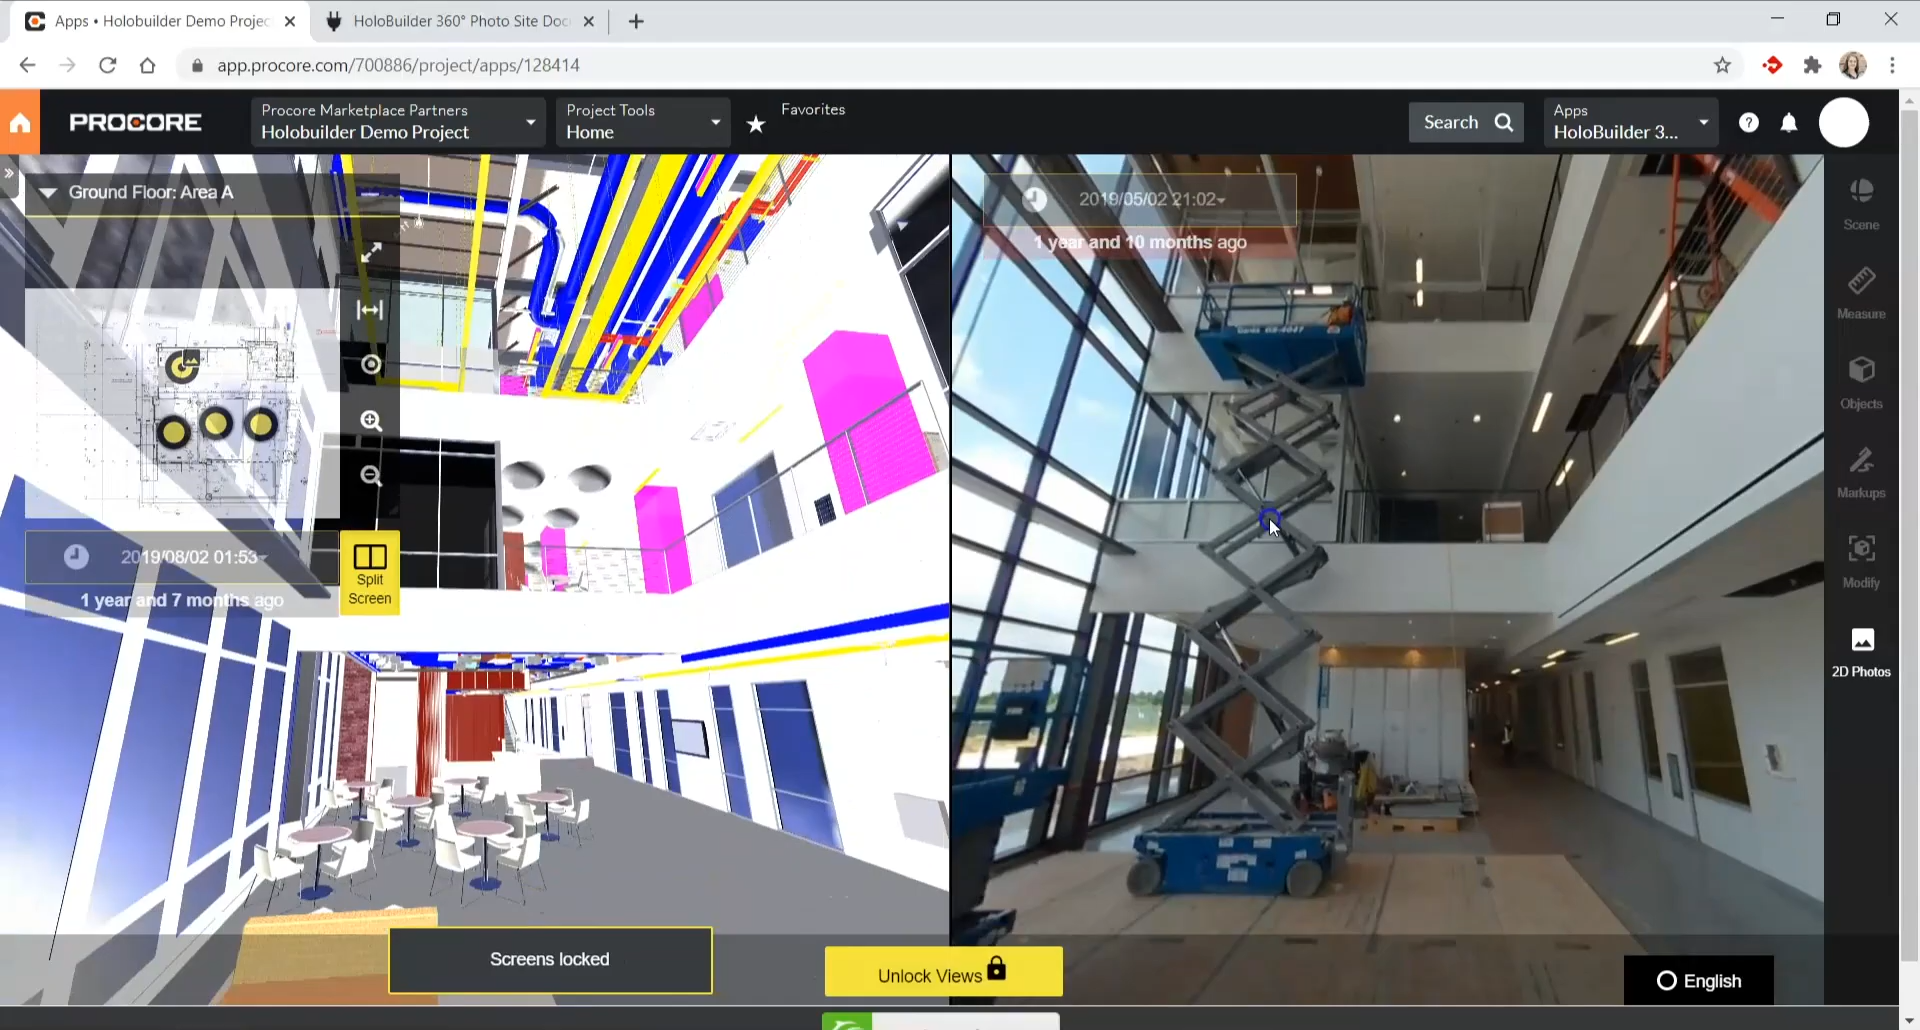 Apps • Holobuilder Demo Projec
HoloBuilder 360° Photo Site Doc
app.procore.com/700886/project/apps/128414
PROCORE
Procore Marketplace Partners
Holobuilder Demo Project
Project Tools
Home
Favorites
Search
Apps
HoloBuilder 3...
Ground Floor: Area A
2019/08/02 01:53
1 year and 7 months ago
Split
Screen
2019/05/02 21:02
1 year and 10 months ago
Genie GS-4047
Scene
Measure
Objects
Markups
Modify
2D Photos
Screens locked
Unlock Views
English